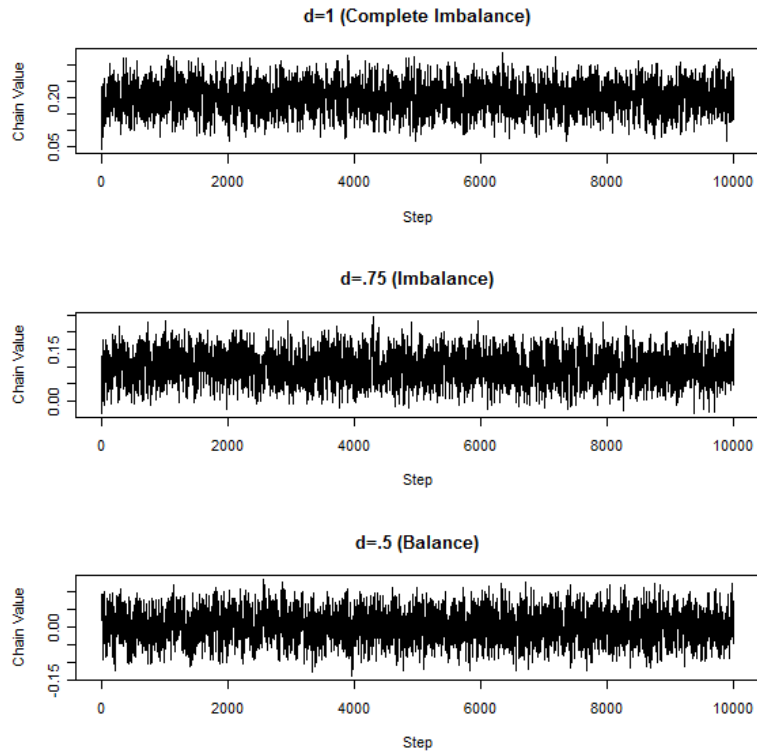 d=1 (Complete Imbalance)
Chain Value
0.20
0.05
0 2000 4000 6000 8000 10000
Step
d=.75 (Imbalance)
Chain Value
0.15
0.00
0 2000 4000 6000 8000 10000
Step
d=.5 (Balance)
Chain Value
0.00
-0.15
0 2000 4000 6000 8000 10000
Step